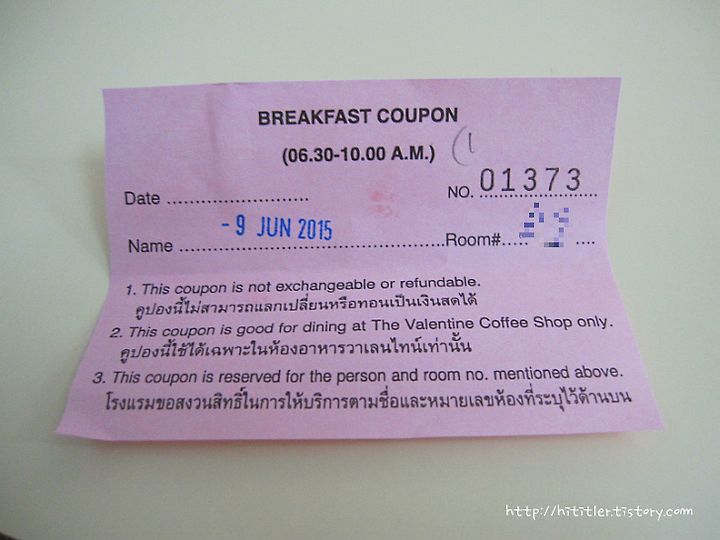 BREAKFAST COUPON
(06.30-10.00 A.M.) (1
Date ........................ NO. 01373
- 9 JUN 2015
Name ............................................Room#..... ....
1. This coupon is not exchangeable or refundable.
คูปองนี้ไม่สามารถแลกเปลี่ยนหรือทอนเป็นเงินสดได้
2. This coupon is good for dining at The Valentine Coffee Shop only.
คูปองนี้ใช้ได้เฉพาะในห้องอาหารวาเลนไทน์เท่านั้น
3. This coupon is reserved for the person and room no. mentioned above.
โรงแรมขอสงวนสิทธิ์ในการให้บริการตามชื่อและหมายเลขห้องที่ระบุไว้ด้านบน
http://hititler.tistory.com